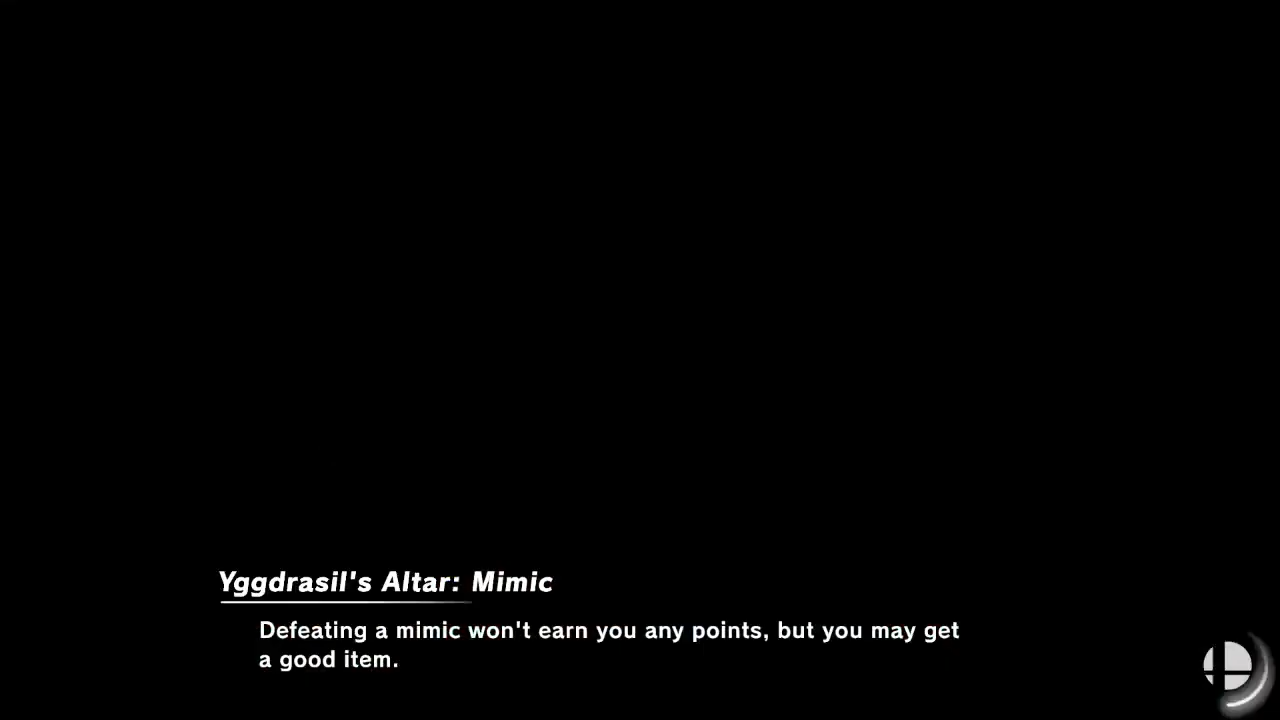 Yggdrasil's Altar: Mimic
Defeating a mimic won't earn you any points, but you may get
a good item.